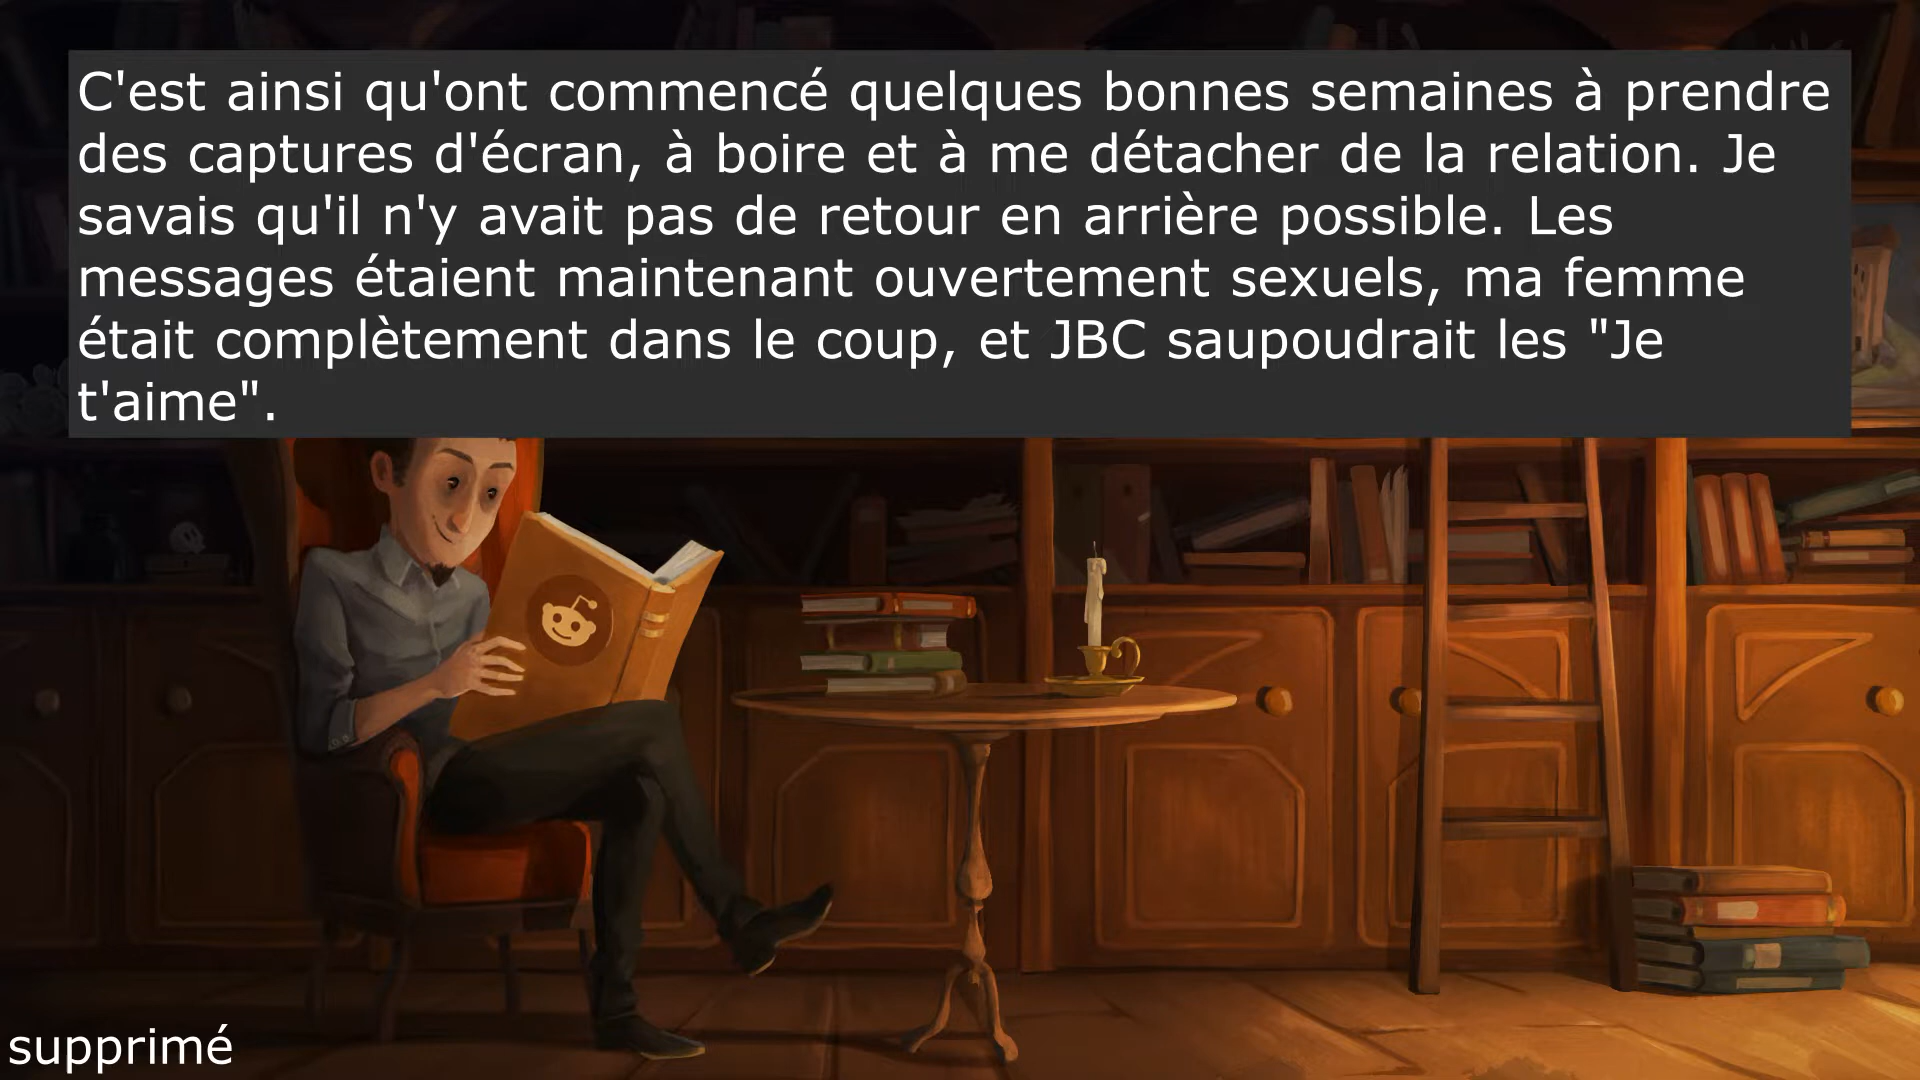 C'est ainsi qu'ont commencé quelques bonnes semaines à prendre
des captures d'écran, à boire et à me détacher de la relation. Je
savais qu'il n'y avait pas de retour en arrière possible. Les
messages étaient maintenant ouvertement sexuels, ma femme
était complètement dans le coup, et JBC saupoudrait les "Je
t'aime".
supprimé